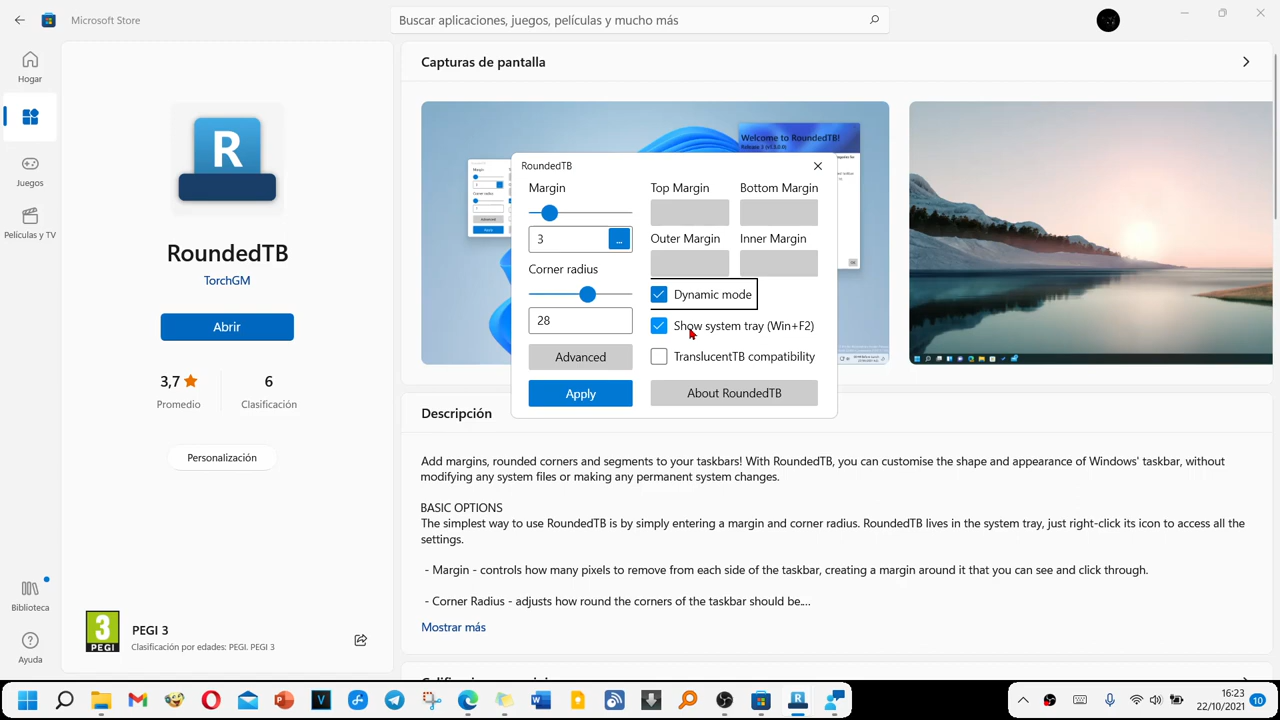 Microsoft Store
Buscar aplicaciones, juegos, películas y mucho más
Hogar
Juegos
Películas y TV
Biblioteca
Ayuda
R
RoundedTB
TorchGM
Abrir
3,7
Promedio
6
Clasificación
Personalización
3
PEGI
PEGI 3
Clasificación por edades: PEGI. PEGI 3
Capturas de pantalla
Welcome to RoundedTB!
RoundedTB
Margin
3
...
Corner radius
28
Advanced
Apply
Top Margin
Bottom Margin
Outer Margin
Inner Margin
Dynamic mode
Show system tray (Win+F2)
TranslucentTB compatibility
About RoundedTB
Descripción
Add margins, rounded corners and segments to your taskbars! With RoundedTB, you can customise the shape and appearance of Windows' taskbar, without
modifying any system files or making any permanent system changes.
BASIC OPTIONS
The simplest way to use RoundedTB is by simply entering a margin and corner radius. RoundedTB lives in the system tray, just right-click its icon to access all the
settings.
- Margin - controls how many pixels to remove from each side of the taskbar, creating a margin around it that you can see and click through.
- Corner Radius - adjusts how round the corners of the taskbar should be....
Mostrar más
16:23
22/10/2021
10